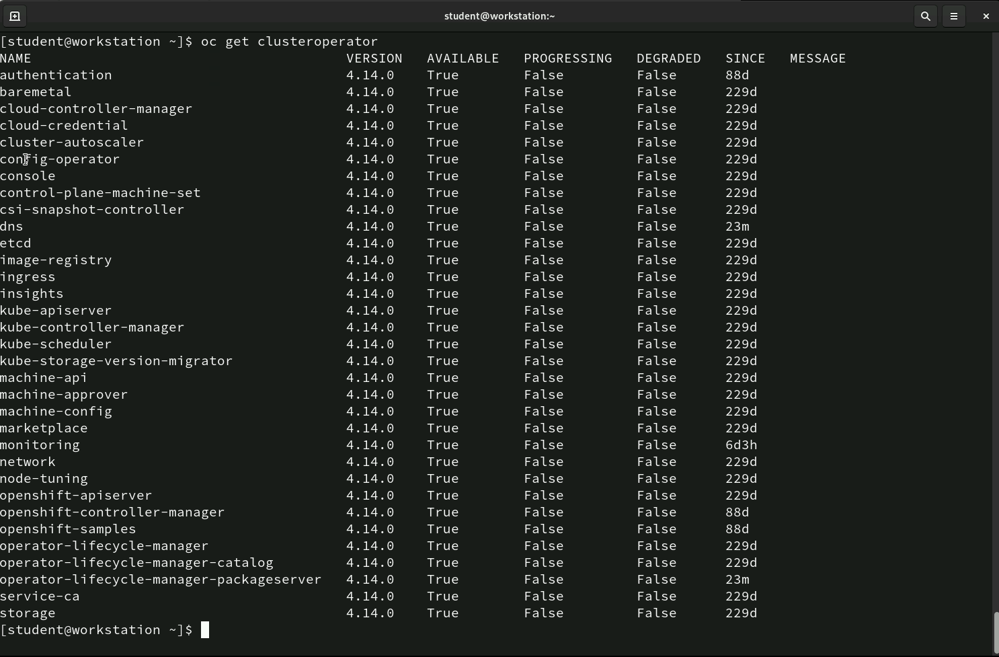 student@workstation:~
[student@workstation ~]$ oc get clusteroperator
NAME                                       VERSION   AVAILABLE   PROGRESSING   DEGRADED   SINCE   MESSAGE
authentication                             4.14.0    True        False         False      88d
baremetal                                  4.14.0    True        False         False      229d
cloud-controller-manager                   4.14.0    True        False         False      229d
cloud-credential                           4.14.0    True        False         False      229d
cluster-autoscaler                         4.14.0    True        False         False      229d
config-operator                            4.14.0    True        False         False      229d
console                                    4.14.0    True        False         False      229d
control-plane-machine-set                  4.14.0    True        False         False      229d
csi-snapshot-controller                    4.14.0    True        False         False      229d
dns                                        4.14.0    True        False         False      23m
etcd                                       4.14.0    True        False         False      229d
image-registry                             4.14.0    True        False         False      229d
ingress                                    4.14.0    True        False         False      229d
insights                                   4.14.0    True        False         False      229d
kube-apiserver                             4.14.0    True        False         False      229d
kube-controller-manager                    4.14.0    True        False         False      229d
kube-scheduler                             4.14.0    True        False         False      229d
kube-storage-version-migrator              4.14.0    True        False         False      229d
machine-api                                4.14.0    True        False         False      229d
machine-approver                           4.14.0    True        False         False      229d
machine-config                             4.14.0    True        False         False      229d
marketplace                                4.14.0    True        False         False      229d
monitoring                                 4.14.0    True        False         False      6d3h
network                                    4.14.0    True        False         False      229d
node-tuning                                4.14.0    True        False         False      229d
openshift-apiserver                        4.14.0    True        False         False      229d
openshift-controller-manager               4.14.0    True        False         False      88d
openshift-samples                          4.14.0    True        False         False      88d
operator-lifecycle-manager                 4.14.0    True        False         False      229d
operator-lifecycle-manager-catalog         4.14.0    True        False         False      229d
operator-lifecycle-manager-packageserver   4.14.0    True        False         False      23m
service-ca                                 4.14.0    True        False         False      229d
storage                                    4.14.0    True        False         False      229d
[student@workstation ~]$